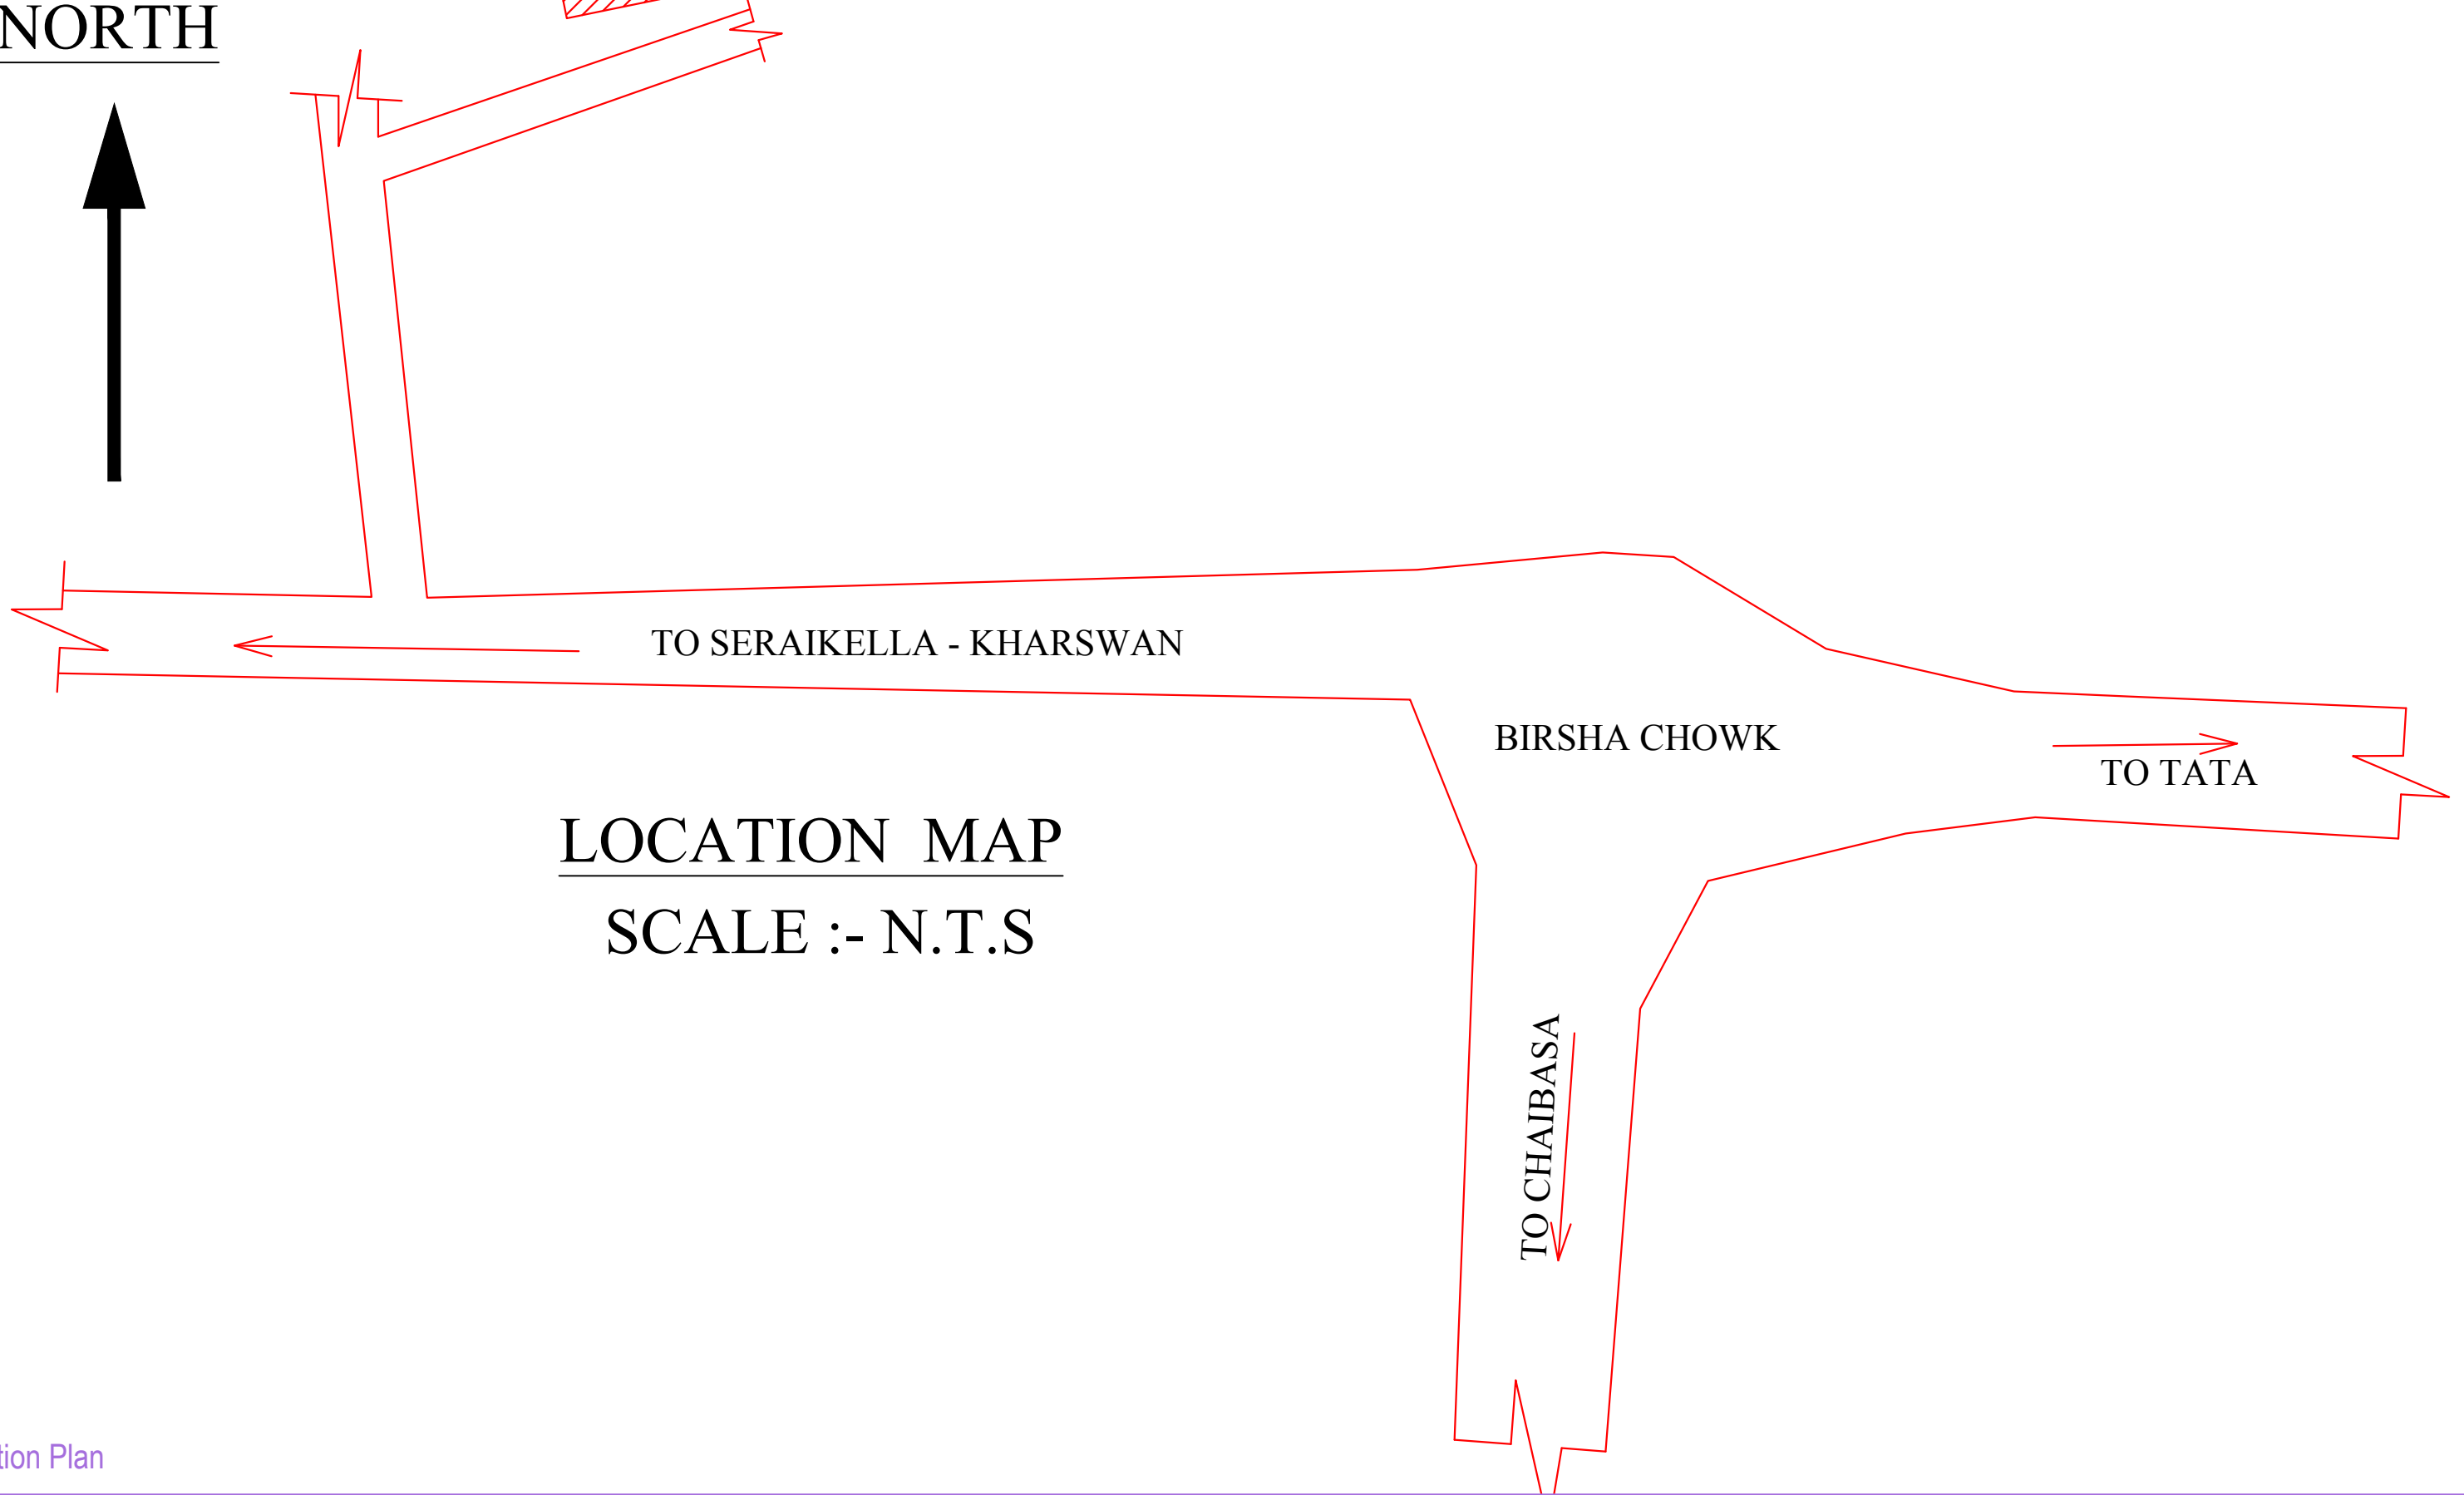 NORTH
TO SERAIKELLA - KHARSWAN
BIRSHA CHOWK
TO TATA
LOCATION MAP
SCALE :- N.T.S
TO CHAIBASA
tion Plan